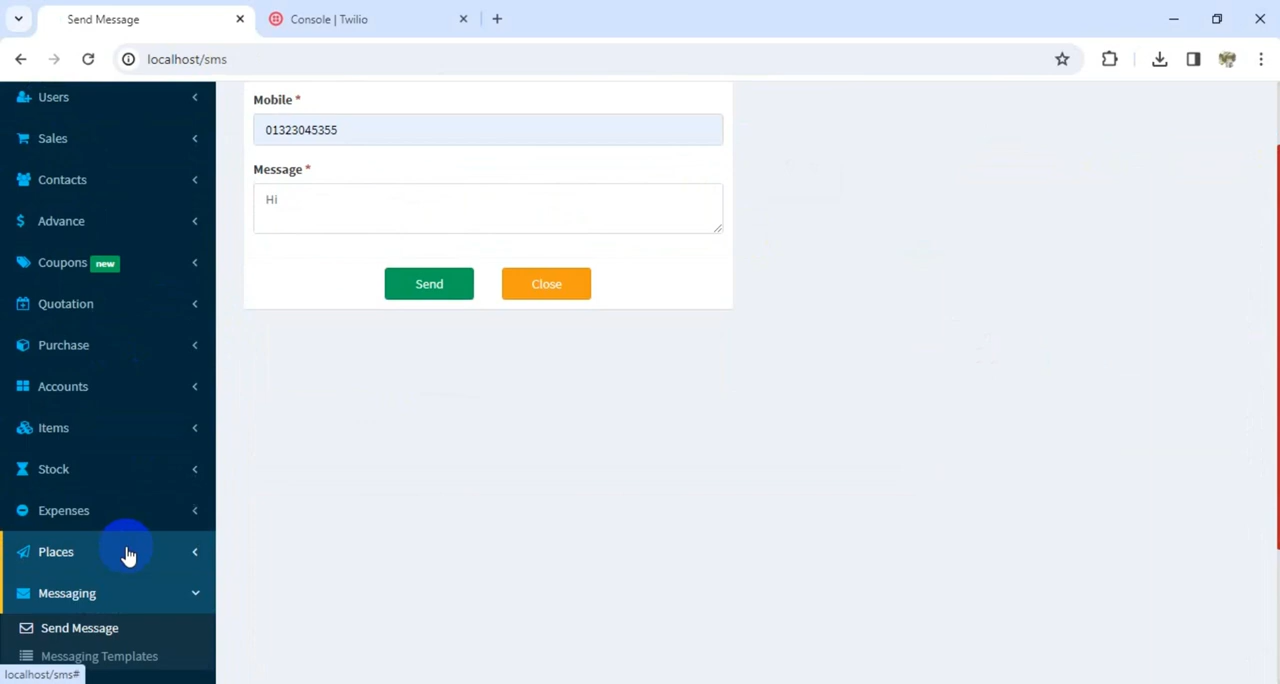 Send Message
Console | Twilio
localhost/sms
Users
Sales
Contacts
Advance
Coupons new
Quotation
Purchase
Accounts
Items
Stock
Expenses
Places
Messaging
Send Message
Messaging Templates
localhost/sms#
Mobile *
01323045355
Message *
Hi
Send
Close